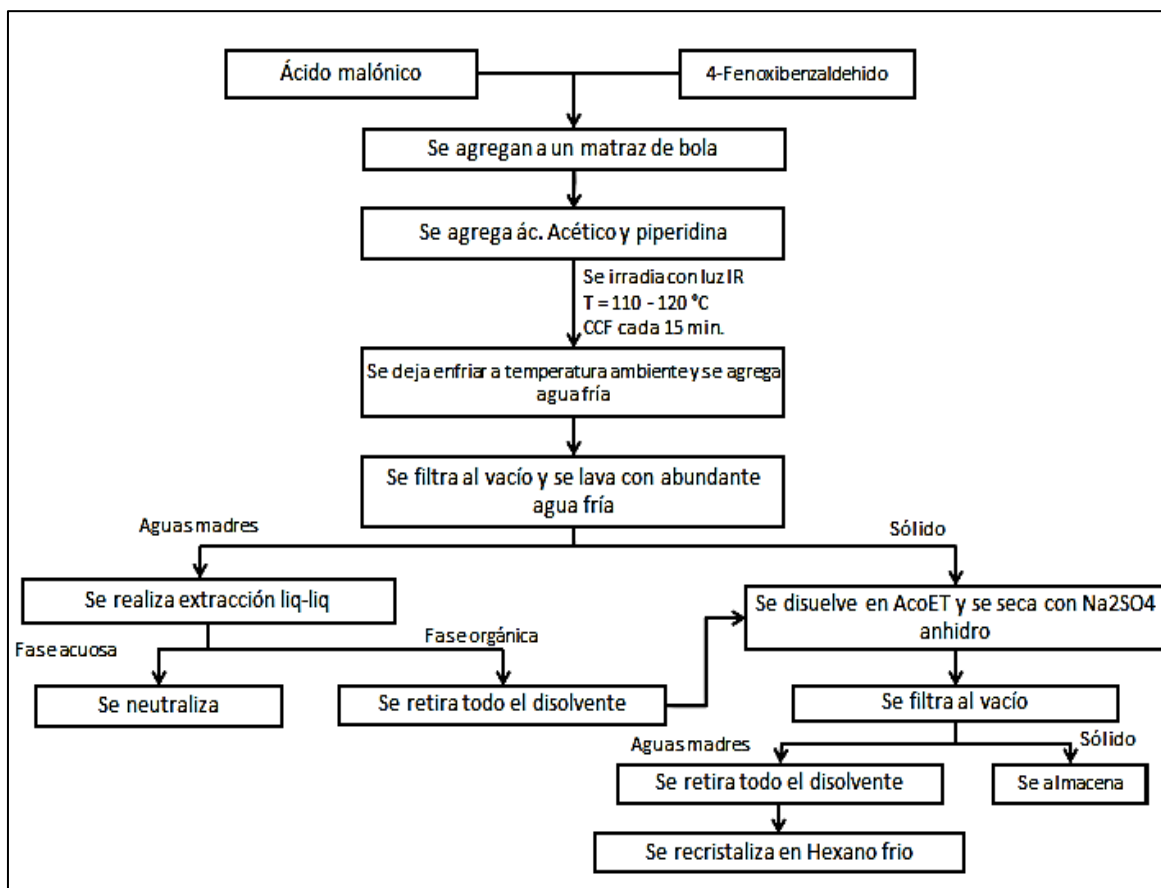 Ácido malónico
4-Fenoxibenzaldehido
Se agregan a un matraz de bola
Se agrega ác. Acético y piperidina
Se irradia con luz IR
T = 110 - 120 °C
CCF cada 15 min.
Se deja enfriar a temperatura ambiente y se agrega
agua fría
Se filtra al vacío y se lava con abundante
agua fría
Aguas madres
Sólido
Se realiza extracción liq-liq
Se disuelve en AcoET y se seca con Na2SO4
anhidro
Fase acuosa
Fase orgánica
Se neutraliza
Se retira todo el disolvente
Se filtra al vacío
Aguas madres
Sólido
Se retira todo el disolvente
Se almacena
Se recristaliza en Hexano frio